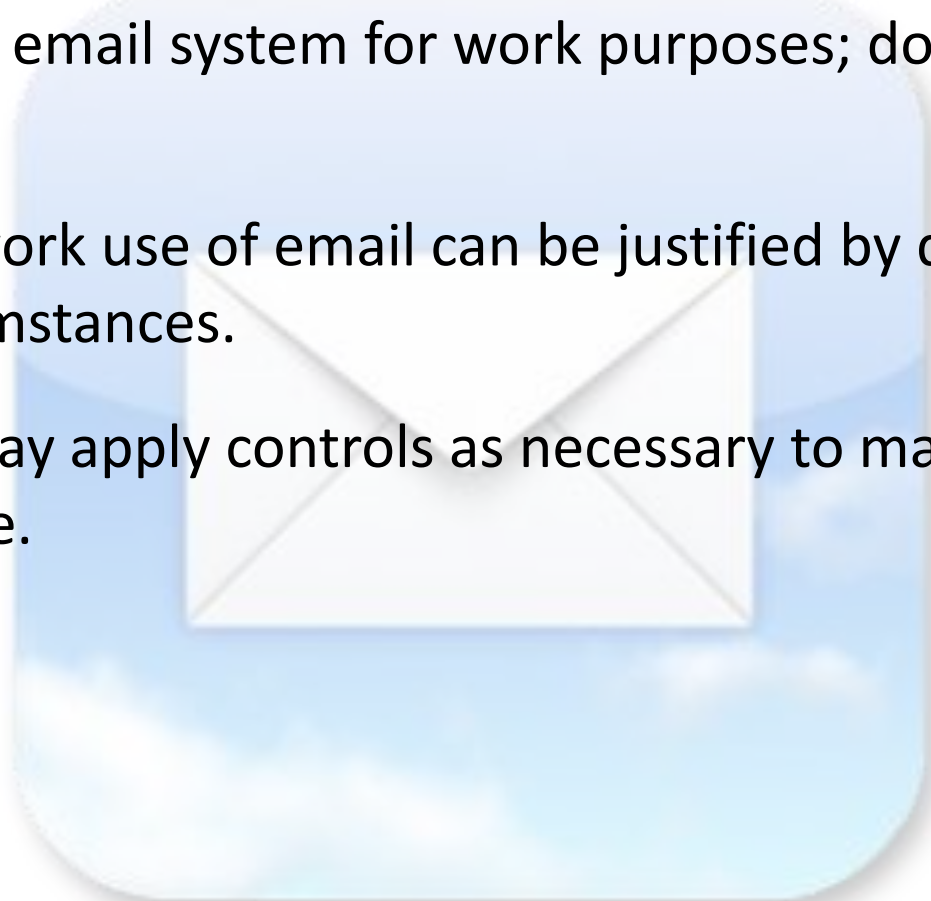 email system for work purposes; do
ork use of email can be justified by
mstances.
ay apply controls as necessary to ma
e.